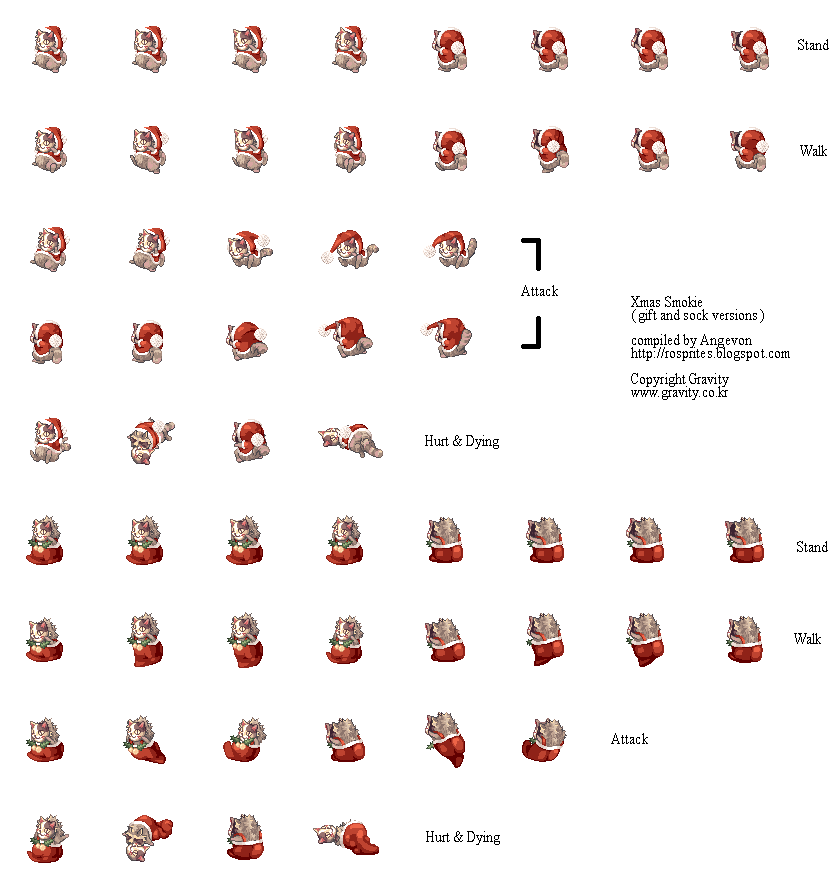 Stand
Walk
Attack
Xmas Smokie
(gift and sock versions)
compiled by Angevon
http://rosprites.blogspot.com
Copyright Gravity
www.gravity.co.kr
Hurt & Dying
Stand
Walk
Attack
Hurt & Dying